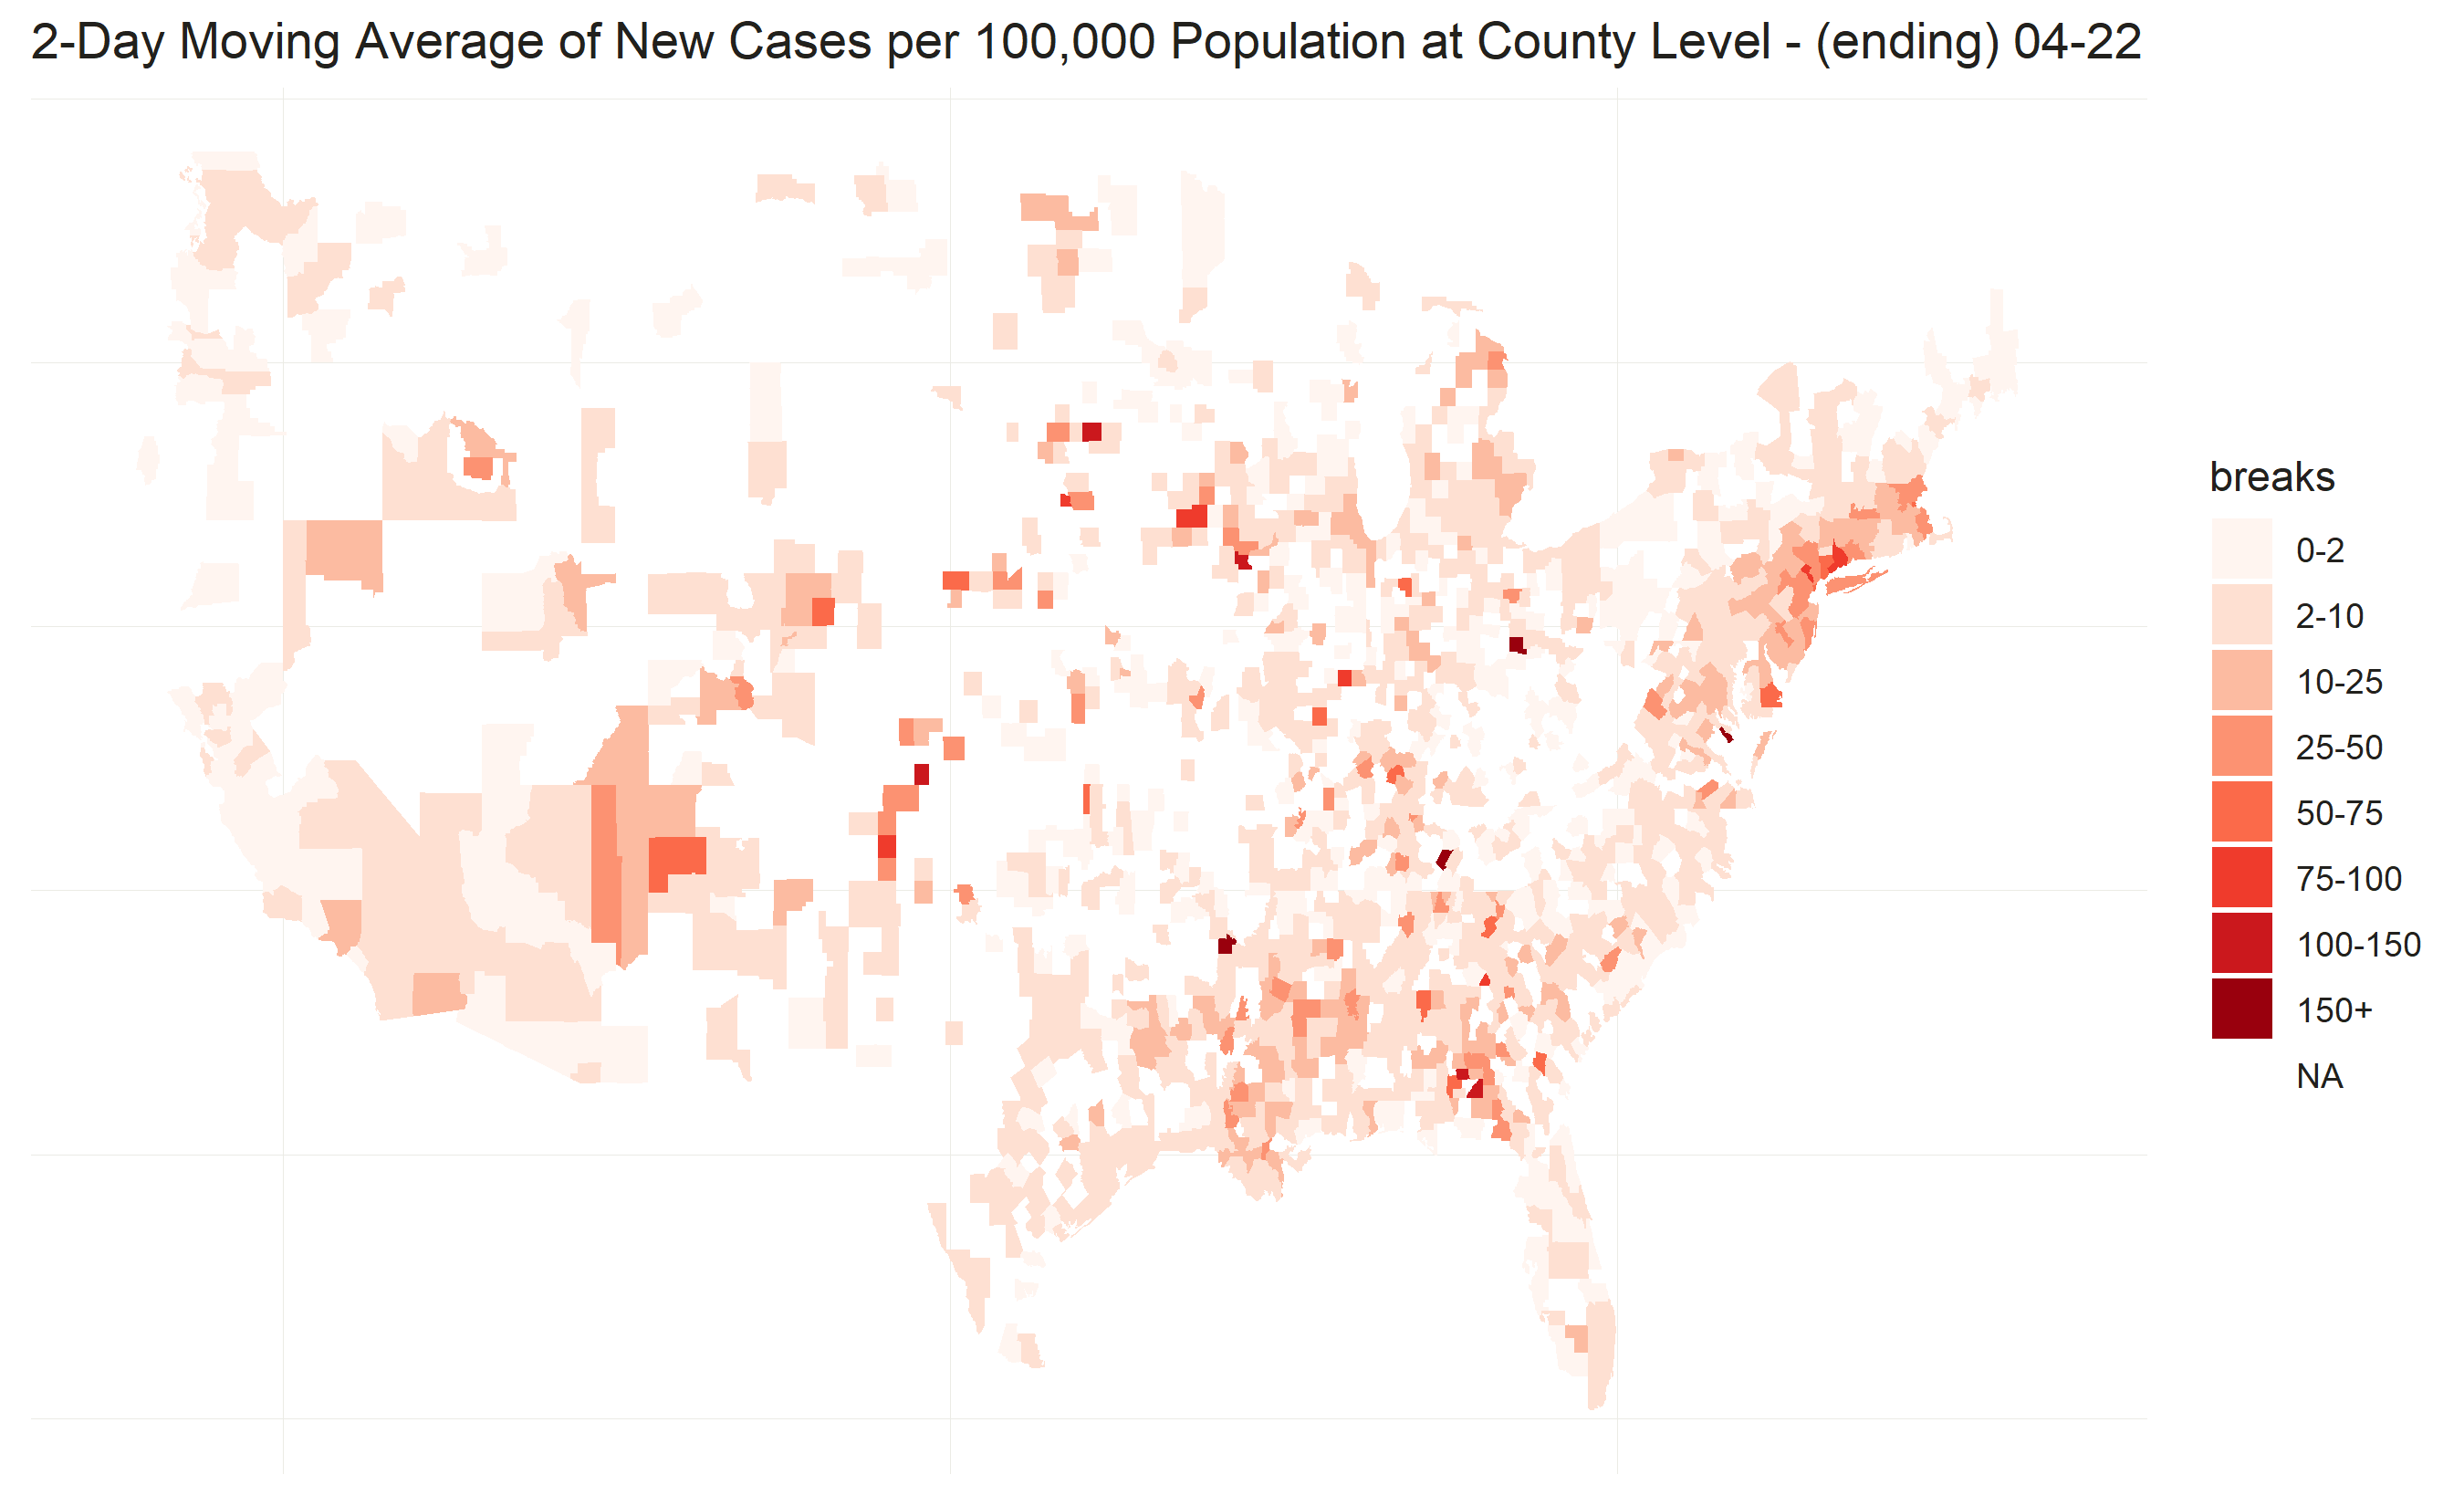 2-Day Moving Average of New Cases per 100,000 Population at County Level - (ending) 04-22
breaks
0-2
2-10
10-25
25-50
50-75
75-100
100-150
150+
NA